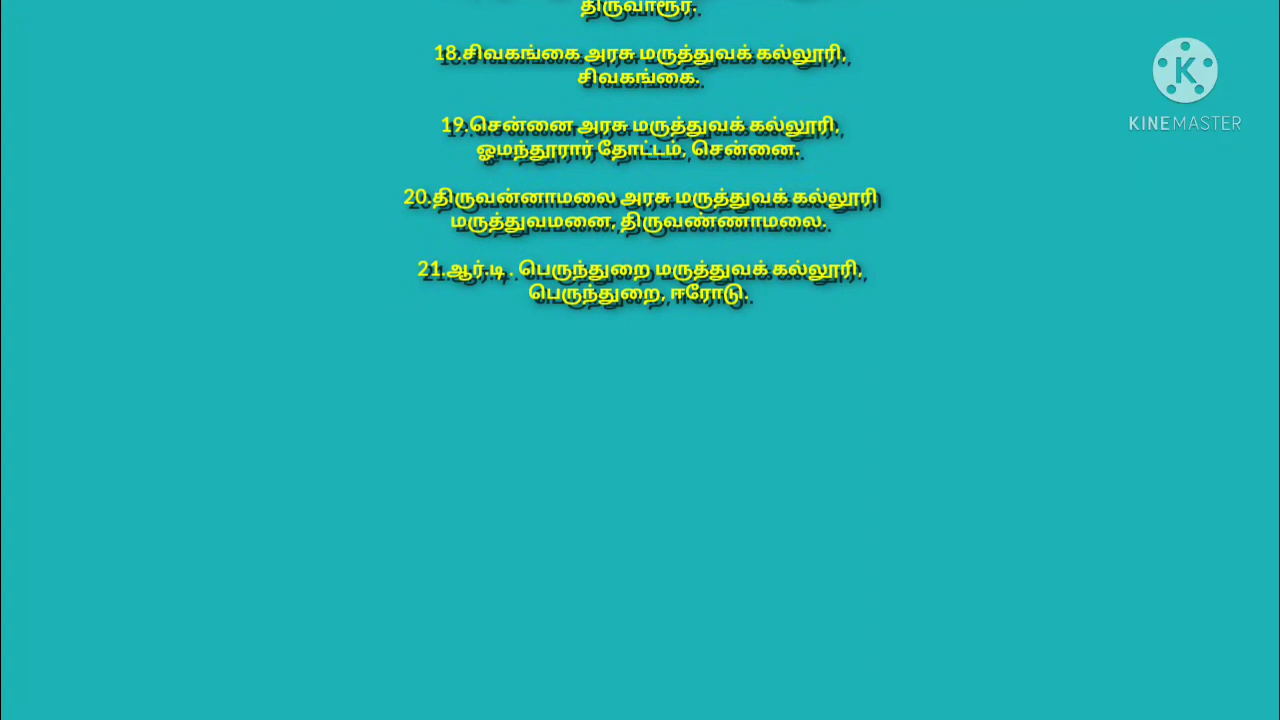 திருவாரூர்.
18.சிவகங்கை அரசு மருத்துவக் கல்லூரி,
சிவகங்கை.
19.சென்னை அரசு மருத்துவக் கல்லூரி,
ஓமந்தூரார் தோட்டம், சென்னை.
20.திருவன்னாமலை அரசு மருத்துவக் கல்லூரி
மருத்துவமனை, திருவண்ணாமலை.
21.ஆர்.டி . பெருந்துறை மருத்துவக் கல்லூரி,
பெருந்துறை, ஈரோடு.
K
KINEMASTER